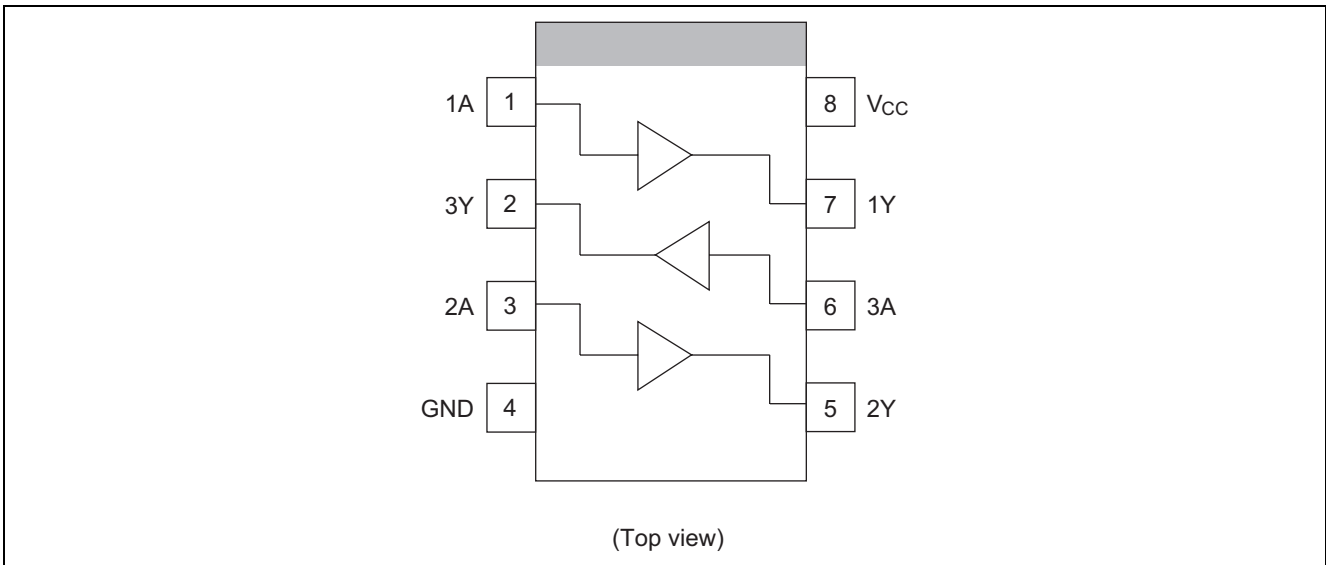 1A 1 8 VCC
3Y 2 7 1Y
2A 3 6 3A
GND 4 5 2Y
(Top view)